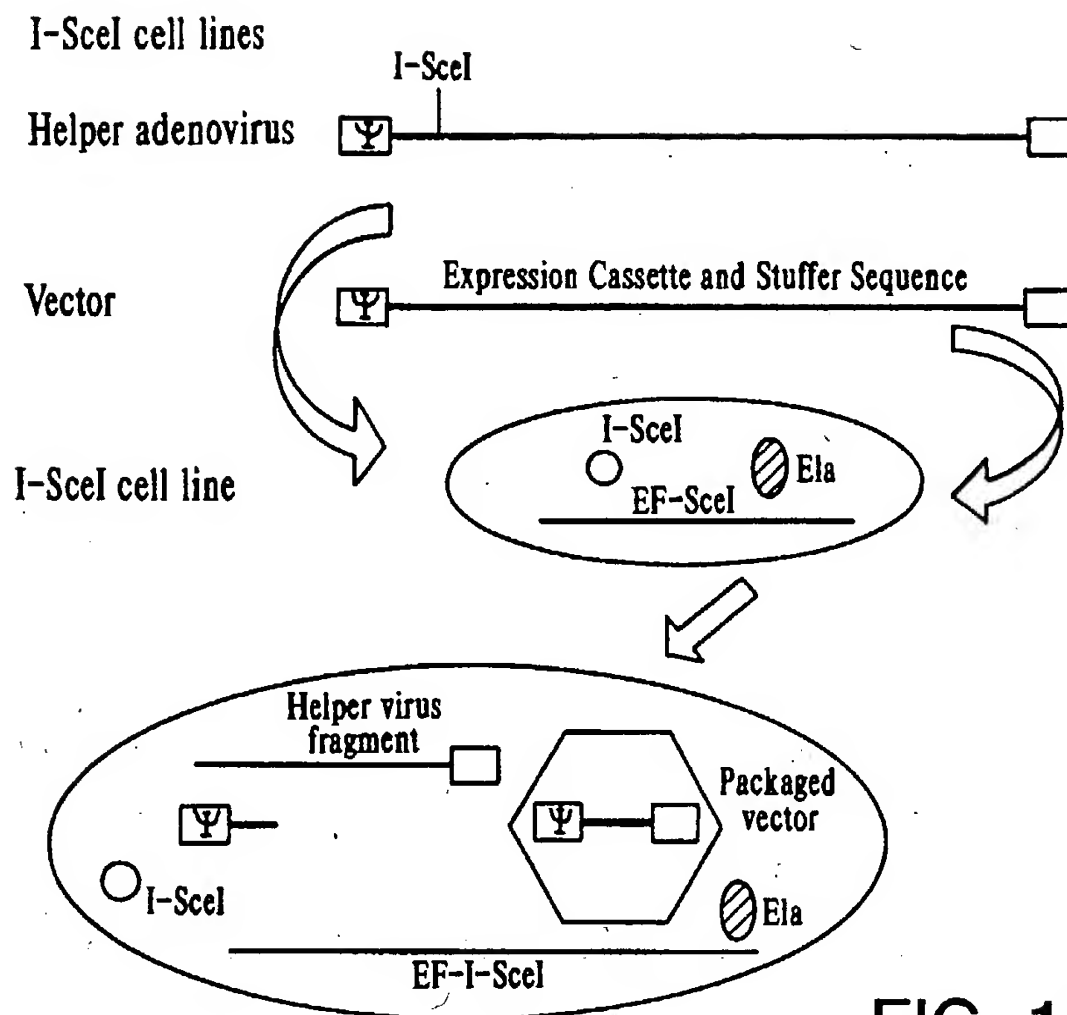 I-SceI cell lines
I-SceI
Helper adenovirus
Ψ
Vector
Expression Cassette and Stuffer Sequence
Ψ
I-SceI cell line
I-SceI
Ela
EF-SceI
Helper virus
fragment
Packaged
vector
Ψ
Ψ
I-SceI
Ela
EF-I-SceI